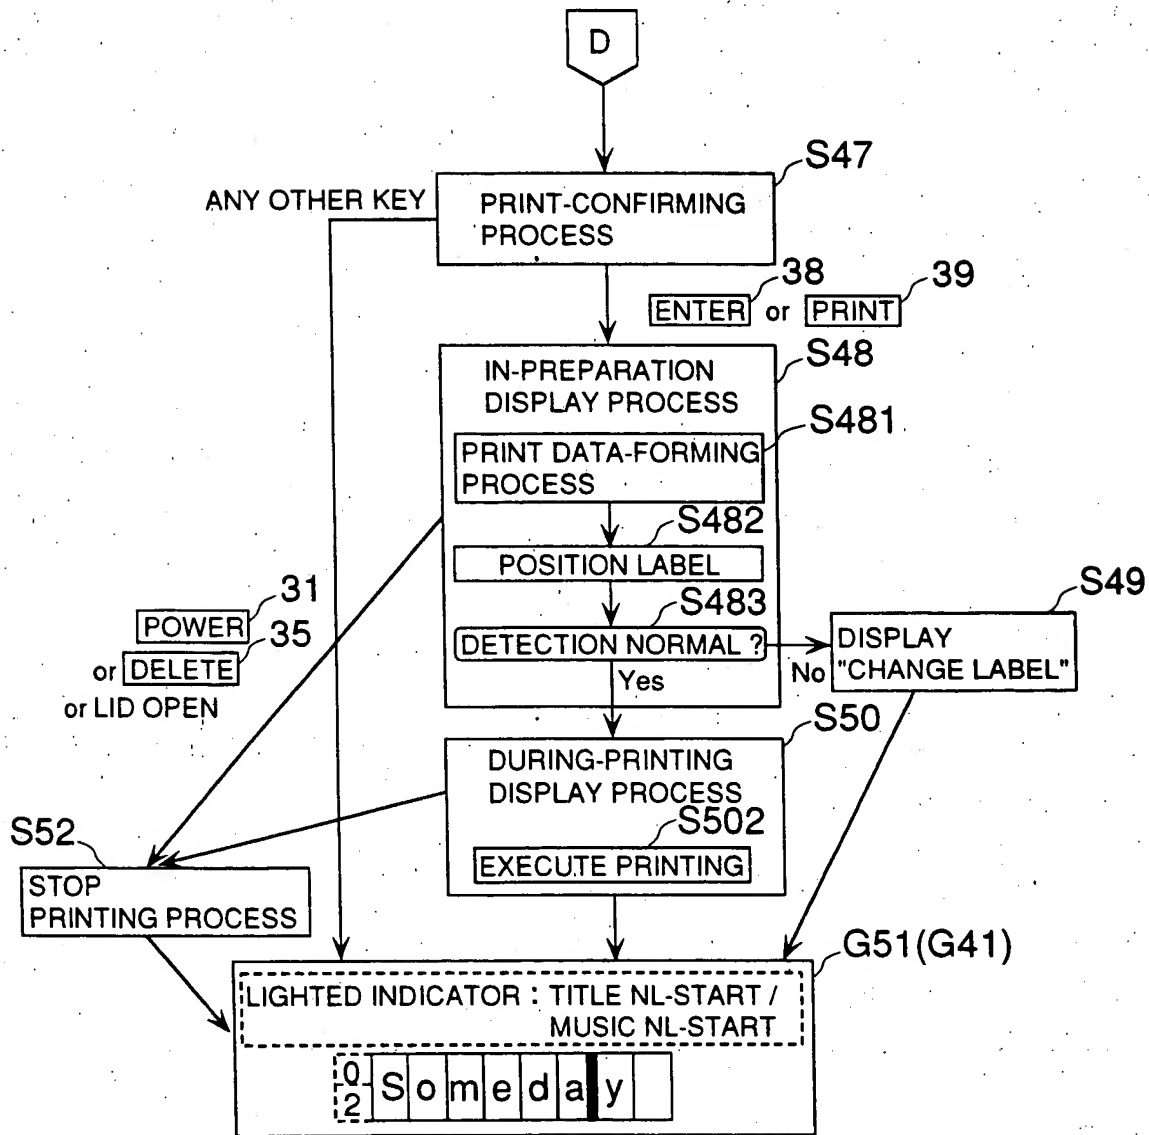 D
S47
ANY OTHER KEY
PRINT-CONFIRMING
PROCESS
38
39
ENTER or PRINT
S48
IN-PREPARATION
DISPLAY PROCESS
S481
PRINT DATA-FORMING
PROCESS
S482
POSITION LABEL
S483
DETECTION NORMAL ?
No
Yes
S49
DISPLAY
"CHANGE LABEL"
31
POWER
35
or DELETE
or LID OPEN
S50
DURING-PRINTING
DISPLAY PROCESS
S502
EXECUTE PRINTING
S52
STOP
PRINTING PROCESS
G51(G41)
LIGHTED INDICATOR : TITLE NL-START /
MUSIC NL-START
0
2
Someday